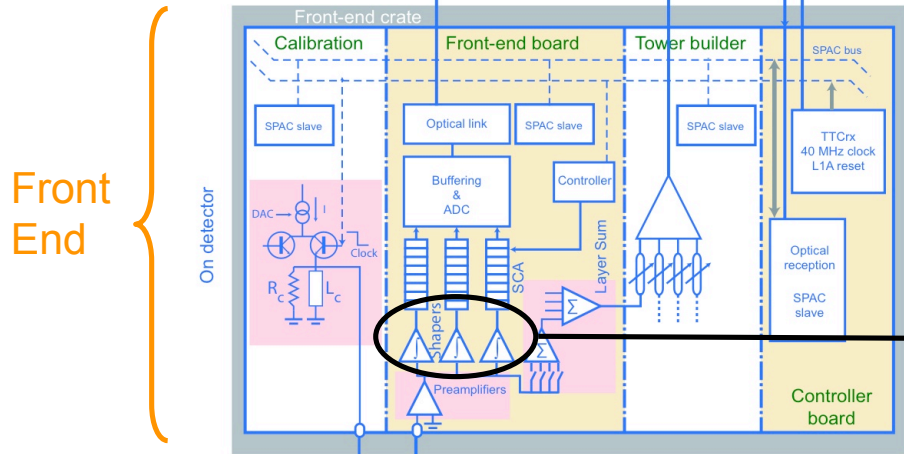 Front
End
On detector
Front-end crate
Calibration
Front-end board
Tower builder
SPAC bus
SPAC slave
Optical link
SPAC slave
SPAC slave
TTCrx
40 MHz clock
L1A reset
Buffering
&
ADC
Controller
DAC
I
Clock
Rc
Lc
SCA
Layer Sum
Shapers
∫
∫
∫
Σ
Σ
Preamplifiers
Optical
reception
SPAC
slave
Controller
board